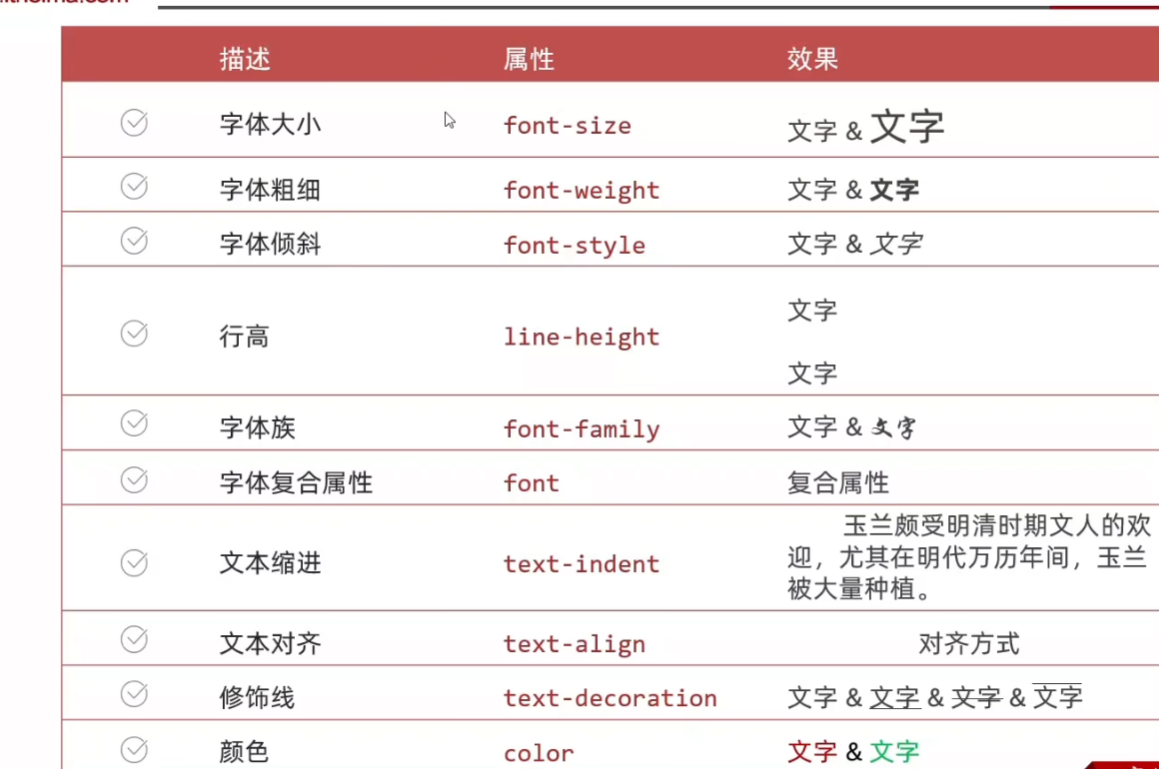 描述 属性 效果
字体大小 font-size 文字 & 文字
字体粗细 font-weight 文字 & 文字
字体倾斜 font-style 文字 & 文字
行高 line-height 文字
文字
字体族 font-family 文字 & 文字
字体复合属性 font 复合属性
文本缩进 text-indent 玉兰颇受明清时期文人的欢
迎，尤其在明代万历年间，玉兰
被大量种植。
文本对齐 text-align 对齐方式
修饰线 text-decoration 文字 & 文字 & 文字 & 文字
颜色 color 文字 & 文字